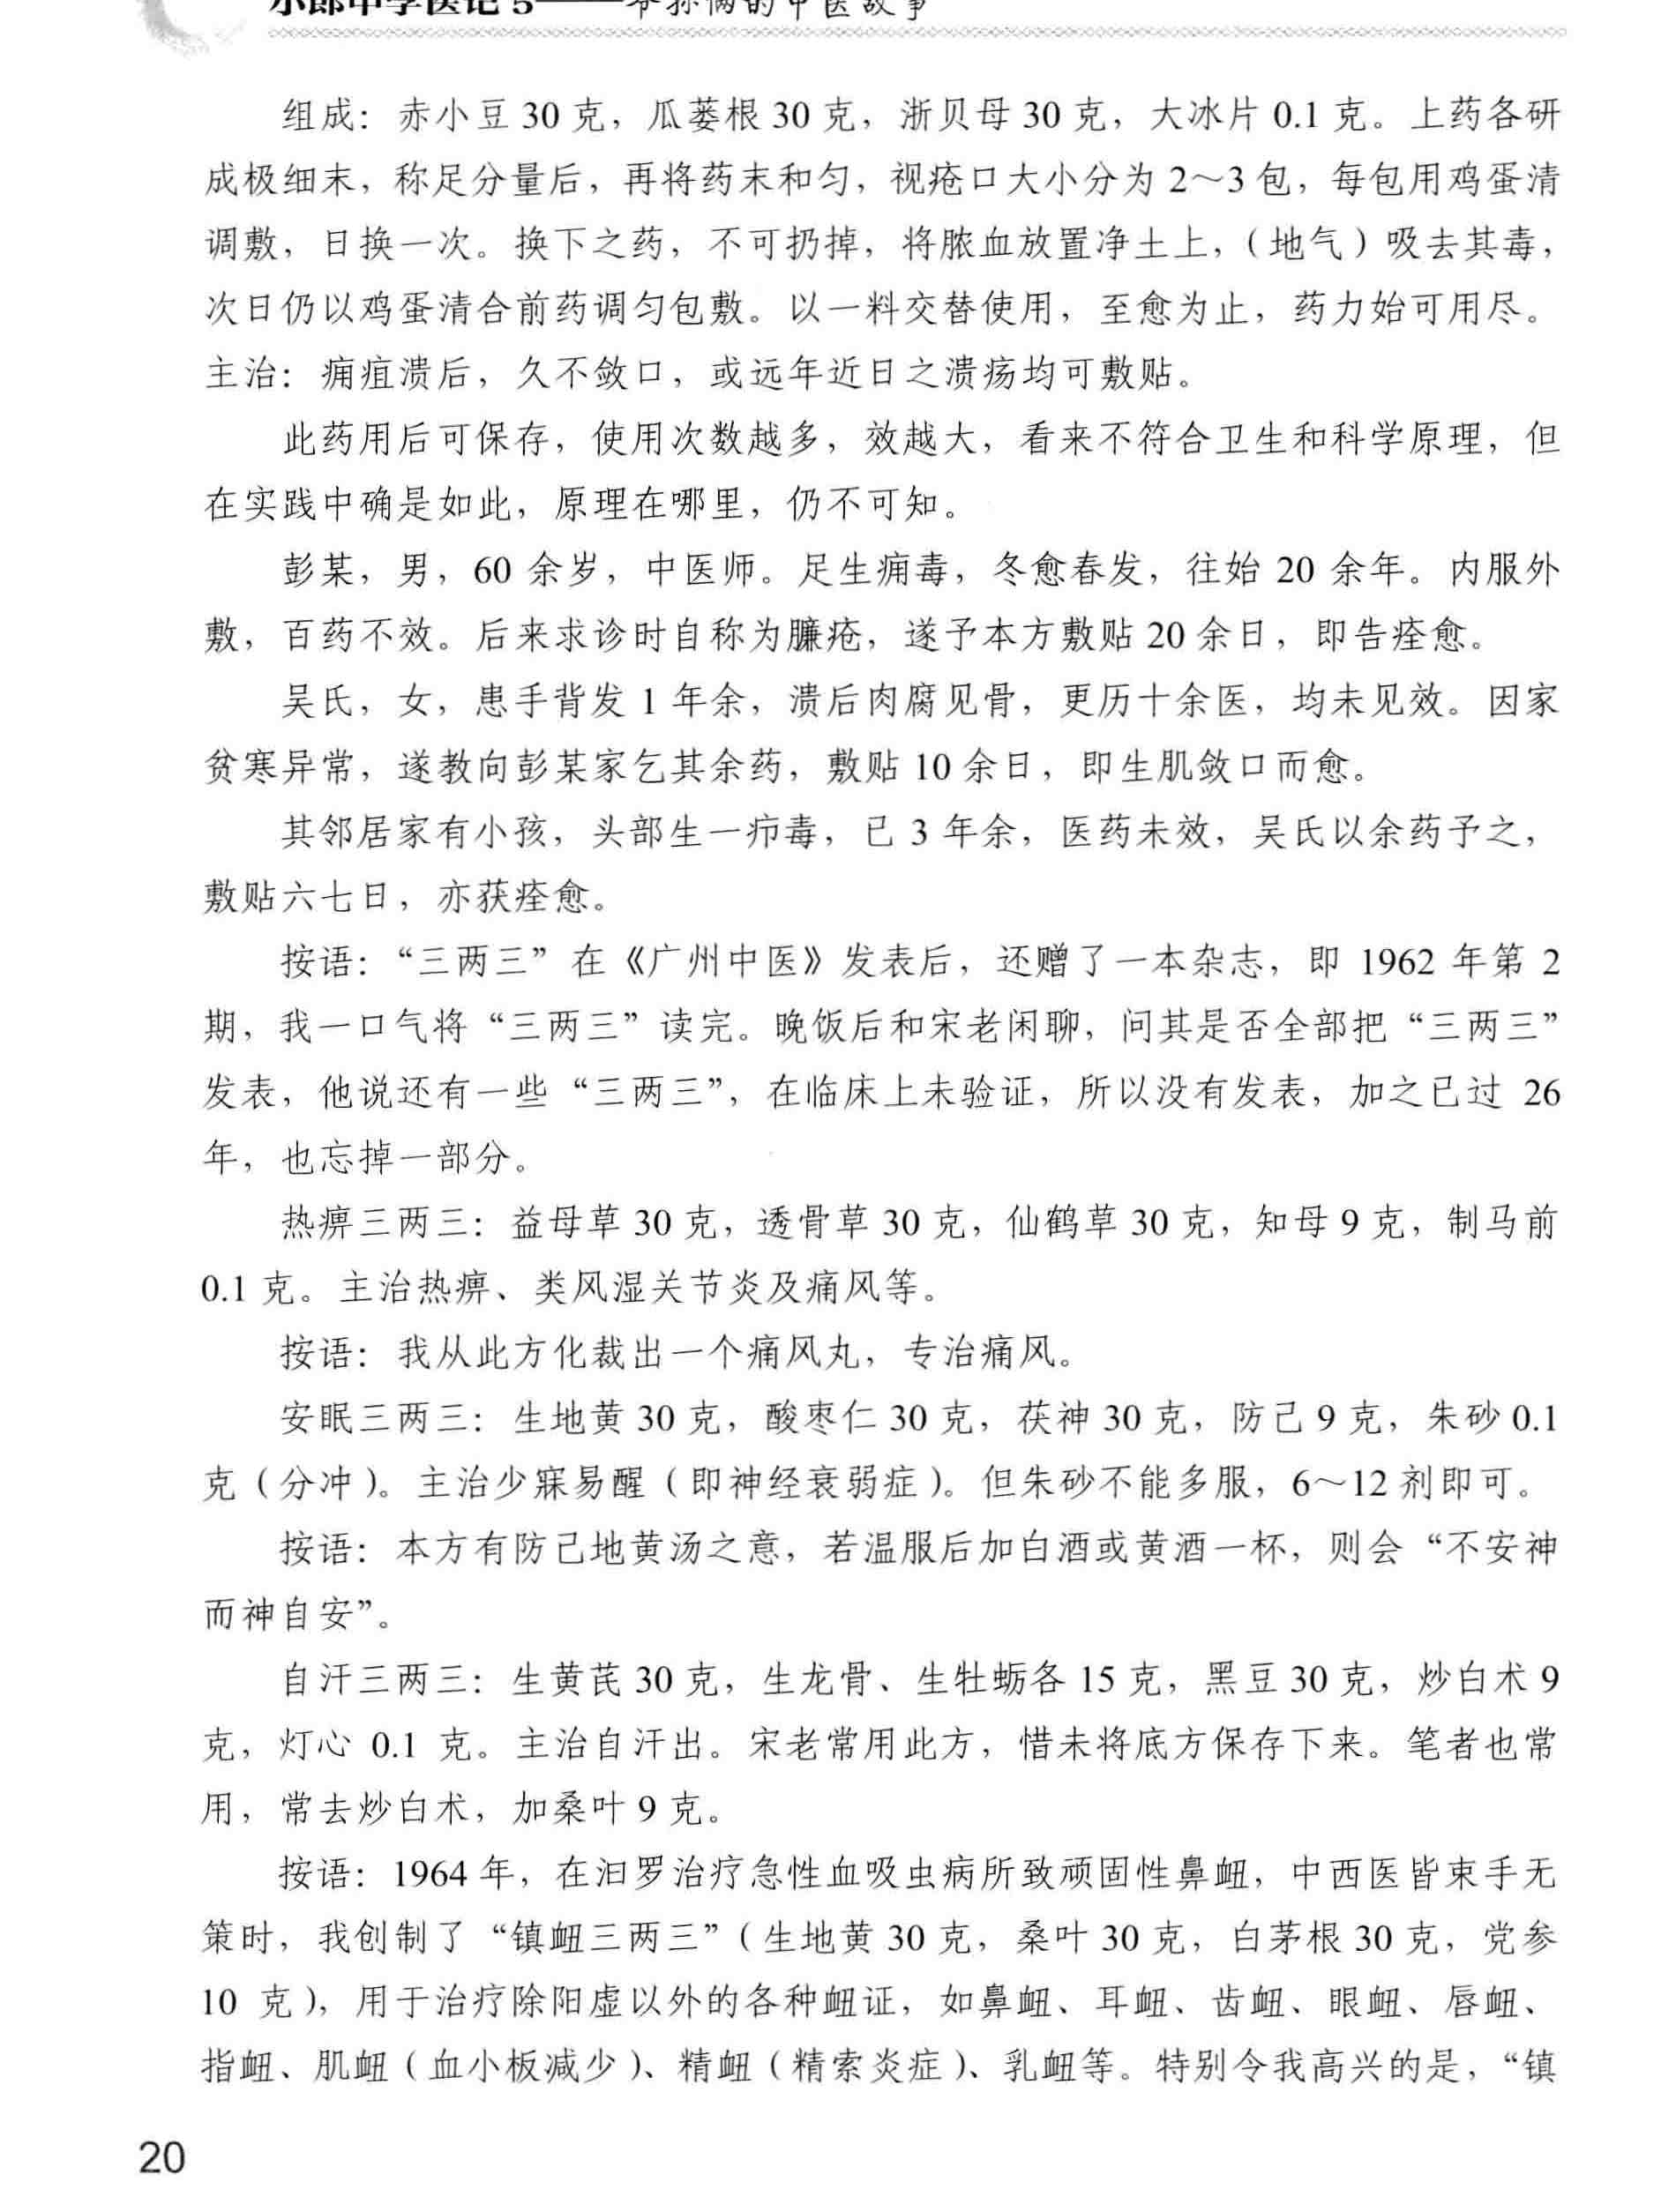 小郎中学医记 5——爷孙俩的中医故事
组成：赤小豆 30 克，瓜蒌根 30 克，浙贝母 30 克，大冰片 0.1 克。上药各研
成极细末，称足分量后，再将药末和匀，视疮口大小分为 2～3 包，每包用鸡蛋清
调敷，日换一次。换下之药，不可扔掉，将脓血放置净土上，（地气）吸去其毒，
次日仍以鸡蛋清合前药调匀包敷。以一料交替使用，至愈为止，药力始可用尽。
主治：痈疽溃后，久不敛口，或远年近日之溃疡均可敷贴。
此药用后可保存，使用次数越多，效越大，看来不符合卫生和科学原理，但
在实践中确是如此，原理在哪里，仍不可知。
彭某，男，60 余岁，中医师。足生痈毒，冬愈春发，往始 20 余年。内服外
敷，百药不效。后来求诊时自称为臁疮，遂予本方敷贴 20 余日，即告痊愈。
吴氏，女，患手背发 1 年余，溃后肉腐见骨，更历十余医，均未见效。因家
贫寒异常，遂教向彭某家乞其余药，敷贴 10 余日，即生肌敛口而愈。
其邻居家有小孩，头部生一疖毒，已 3 年余，医药未效，吴氏以余药予之，
敷贴六七日，亦获痊愈。
按语：“三两三”在《广州中医》发表后，还赠了一本杂志，即 1962 年第 2
期，我一口气将“三两三”读完。晚饭后和宋老闲聊，问其是否全部把“三两三”
发表，他说还有一些“三两三”，在临床上未验证，所以没有发表，加之已过 26
年，也忘掉一部分。
热痹三两三：益母草 30 克，透骨草 30 克，仙鹤草 30 克，知母 9 克，制马前
0.1 克。主治热痹、类风湿关节炎及痛风等。
按语：我从此方化裁出一个痛风丸，专治痛风。
安眠三两三：生地黄 30 克，酸枣仁 30 克，茯神 30 克，防己 9 克，朱砂 0.1
克（分冲）。主治少寐易醒（即神经衰弱症）。但朱砂不能多服，6～12 剂即可。
按语：本方有防己地黄汤之意，若温服后加白酒或黄酒一杯，则会“不安神
而神自安”。
自汗三两三：生黄芪 30 克，生龙骨、生牡蛎各 15 克，黑豆 30 克，炒白术 9
克，灯心 0.1 克。主治自汗出。宋老常用此方，惜未将底方保存下来。笔者也常
用，常去炒白术，加桑叶 9 克。
按语：1964 年，在汨罗治疗急性血吸虫病所致顽固性鼻衄，中西医皆束手无
策时，我创制了“镇衄三两三”（生地黄 30 克，桑叶 30 克，白茅根 30 克，党参
10 克），用于治疗除阳虚以外的各种衄证，如鼻衄、耳衄、齿衄、眼衄、唇衄、
指衄、肌衄（血小板减少）、精衄（精索炎症）、乳衄等。特别令我高兴的是，“镇
20